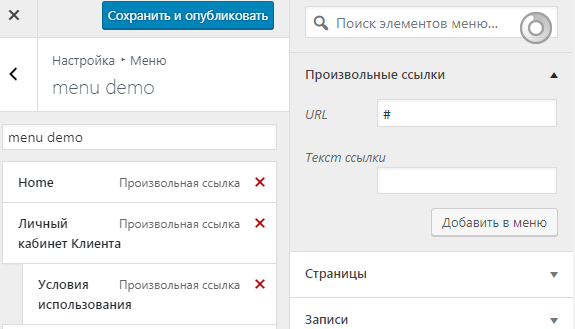 Сохранить и опубликовать
Настройка ‣ Меню
menu demo
menu demo
Home Произвольная ссылка
Личный Произвольная ссылка
кабинет Клиента
Условия Произвольная ссылка
использования
Поиск элементов меню...
Произвольные ссылки
URL #
Текст ссылки
Добавить в меню
Страницы
Записи